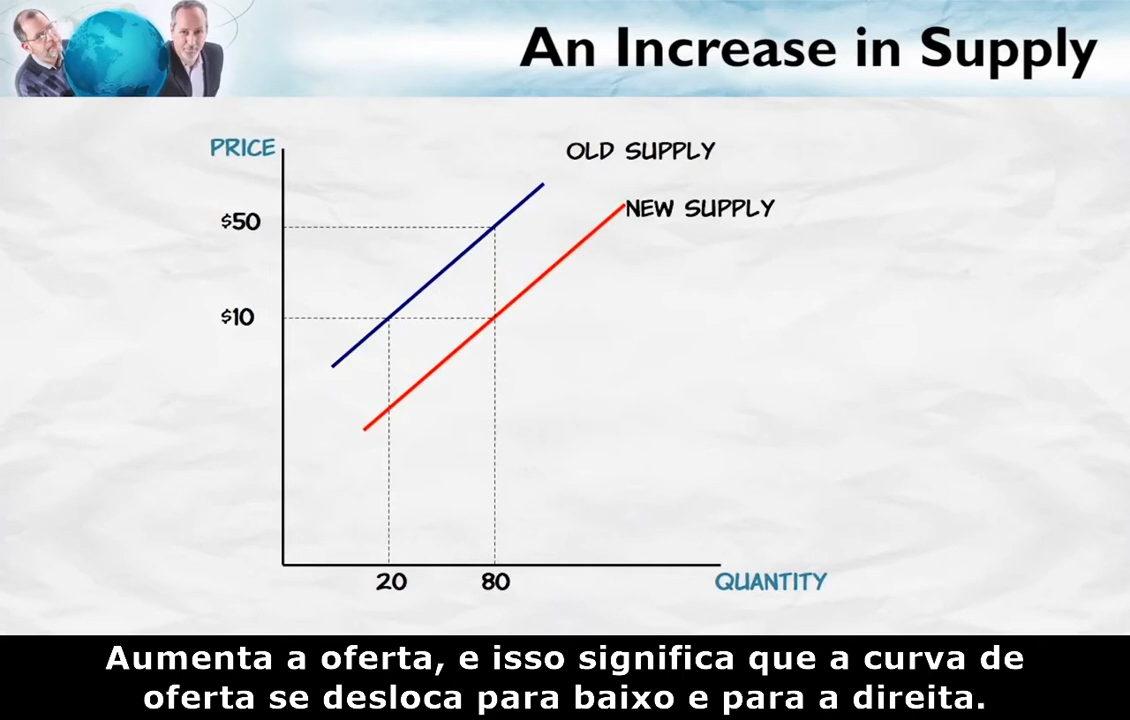 An Increase in Supply
PRICE
OLD SUPPLY
NEW SUPPLY
$50
$10
20
80
QUANTITY
Aumenta a oferta, e isso significa que a curva de
oferta se desloca para baixo e para a direita.